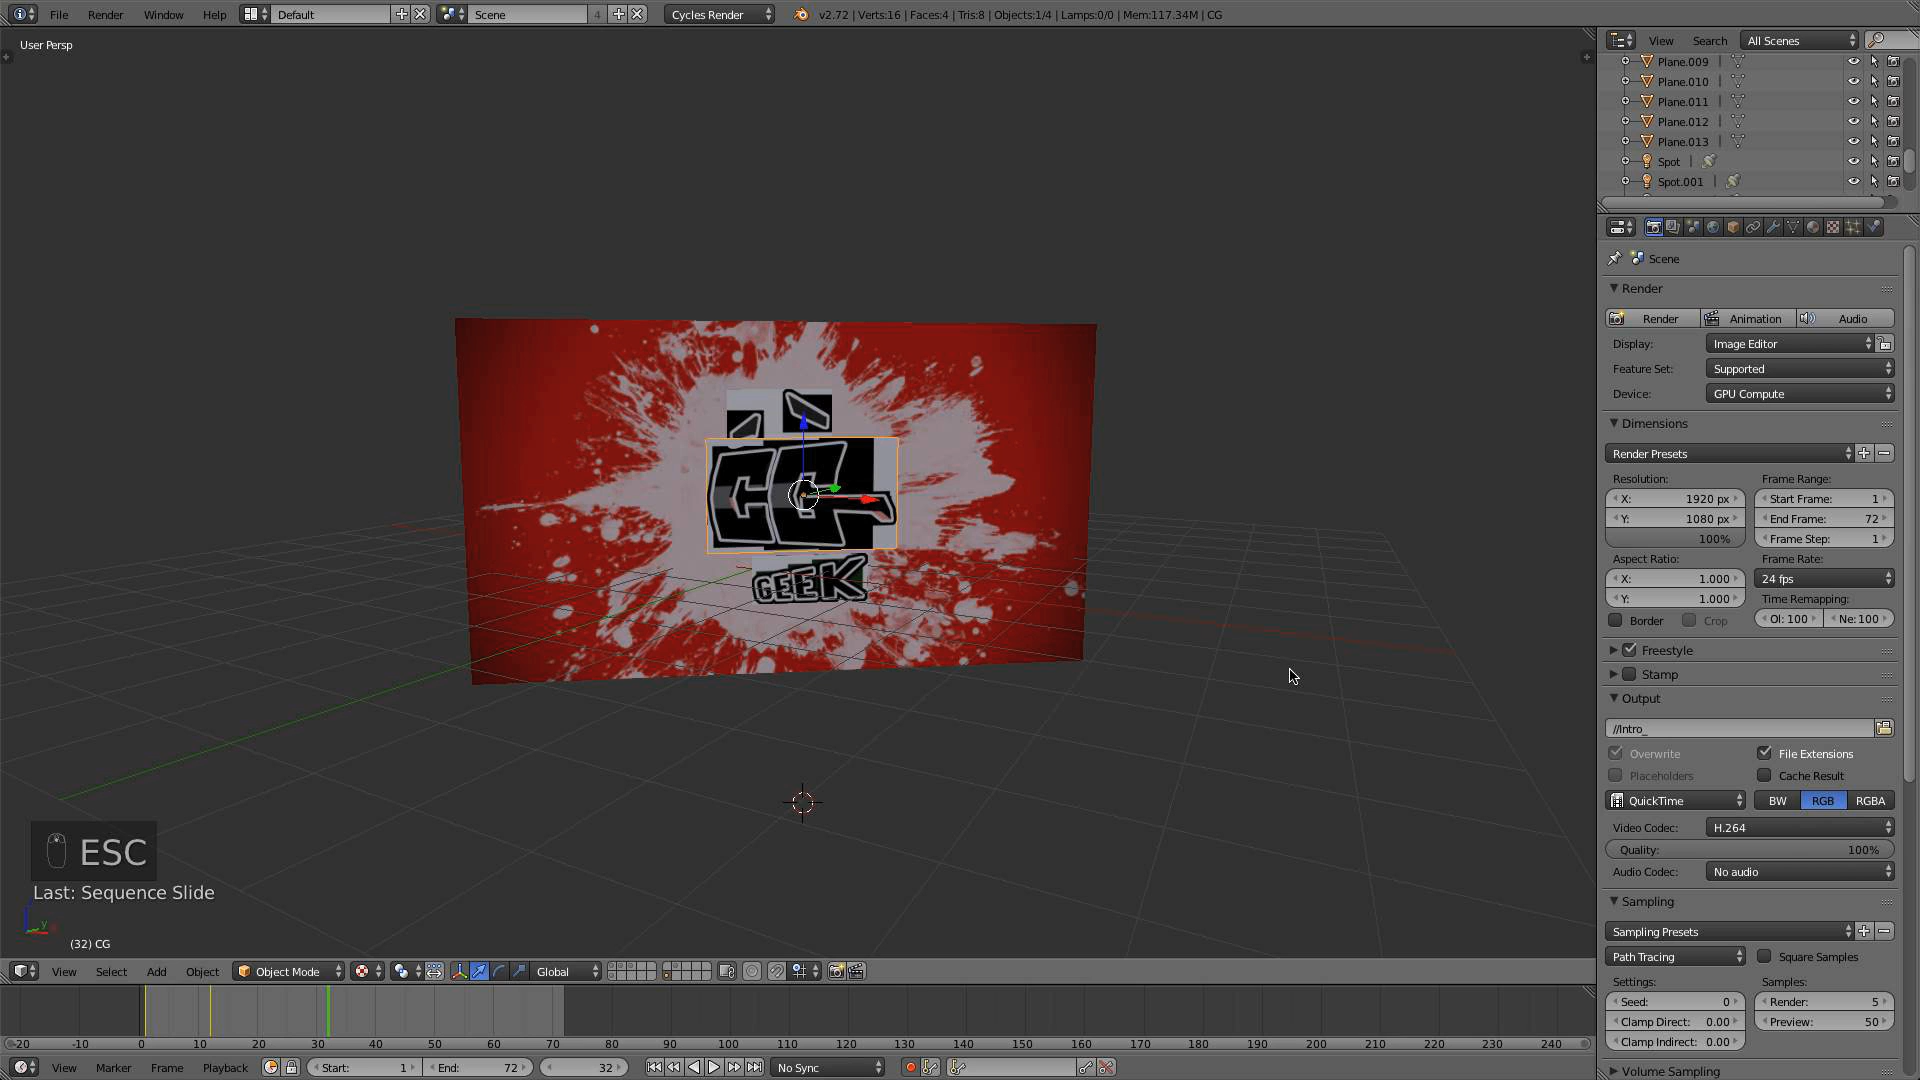 File Render Window Help Default Scene 4 Cycles Render v2.72 | Verts:16 | Faces:4 | Tris:8 | Objects:1/4 | Lamps:0/0 | Mem:117.34M | CG
User Persp
View Search All Scenes
Plane.009
Plane.010
Plane.011
Plane.012
Plane.013
Spot
Spot.001
Scene
Render
Render Animation Audio
Display: Image Editor
Feature Set: Supported
Device: GPU Compute
Dimensions
Render Presets
Resolution: Frame Range:
X: 1920 px Start Frame: 1
Y: 1080 px End Frame: 72
100% Frame Step: 1
Aspect Ratio: Frame Rate:
X: 1.000 24 fps
Y: 1.000 Time Remapping:
Border Crop Ol: 100 Ne: 100
Freestyle
Stamp
Output
//Intro_
Overwrite File Extensions
Placeholders Cache Result
QuickTime BW RGB RGBA
Video Codec: H.264
Quality: 100%
Audio Codec: No audio
Sampling
Sampling Presets
Path Tracing Square Samples
Settings: Samples:
Seed: 0 Render: 5
Clamp Direct: 0.00 Preview: 50
Clamp Indirect: 0.00
Volume Sampling
CG
GEEK
ESC
Last: Sequence Slide
y
(32) CG
View Select Add Object Object Mode Global
-20 -10 0 10 20 30 40 50 60 70 80 90 100 110 120 130 140 150 160 170 180 190 200 210 220 230 240
View Marker Frame Playback Start: 1 End: 72 32 No Sync